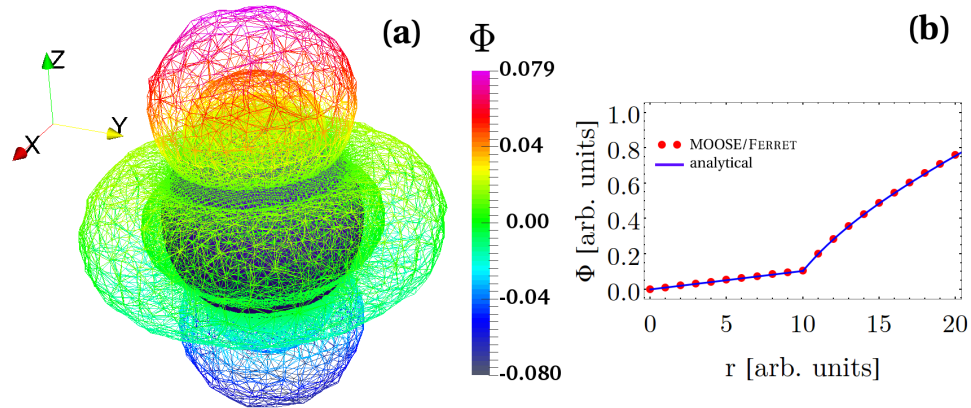 (a)
Z
X
Y
Φ
0.079
0.04
0.00
-0.04
-0.080
(b)
Φ [arb. units]
1.0
0.8
0.6
0.4
0.2
0.0
MOOSE/FERRET
analytical
0 5 10 15 20
r [arb. units]